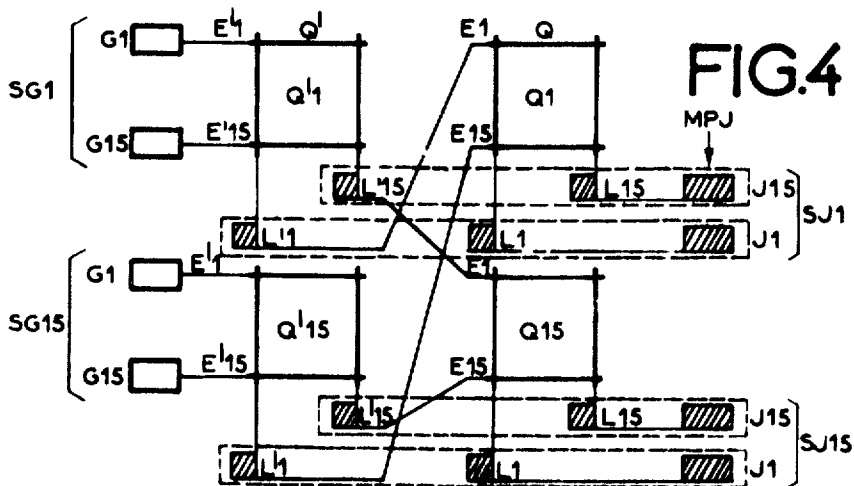 G1 E'1 Q' E1 Q FIG.4
SG1 Q'1 Q1 MPJ
G15 E'15 E15
L'15 L15 J15
SJ1
L'1 L1 J1
G1 E'1 E1
SG15 Q'15 Q15
G15 E'15 E15
L'15 L15 J15
SJ15
L'1 L1 J1